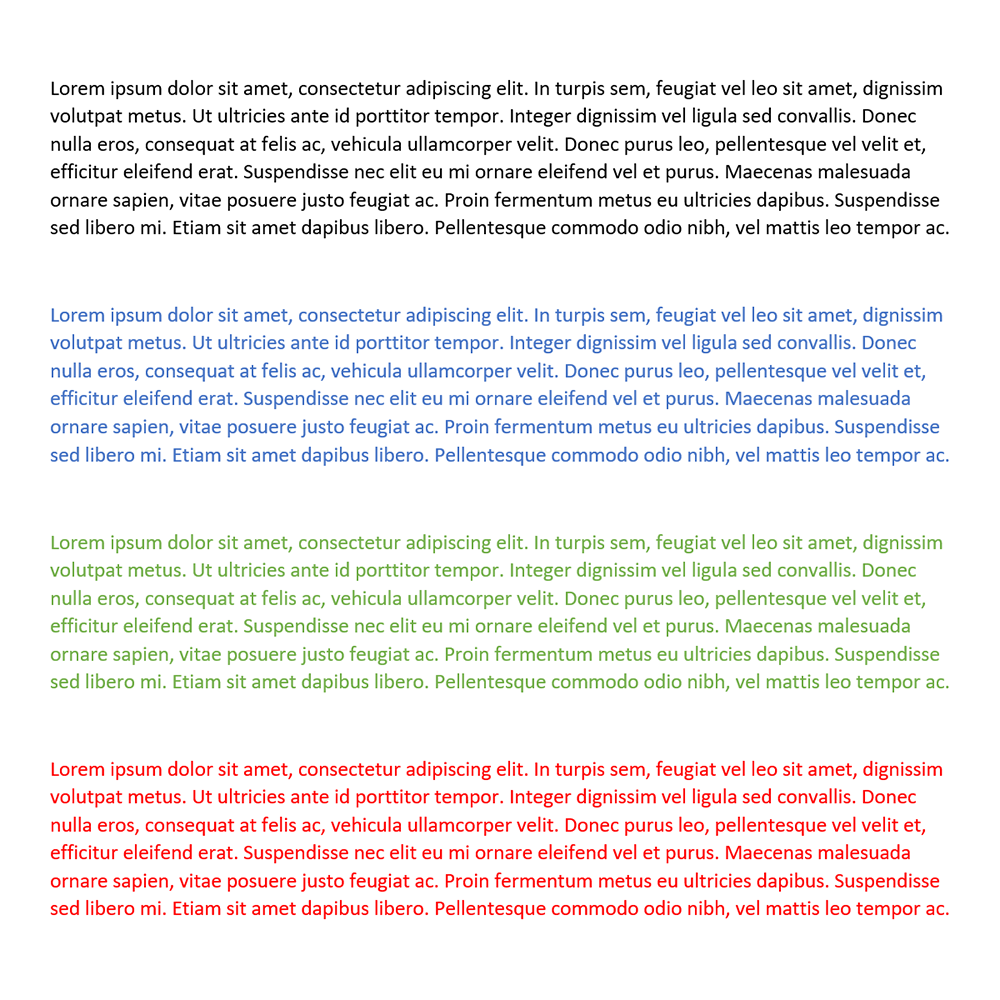 Lorem ipsum dolor sit amet, consectetur adipiscing elit. In turpis sem, feugiat vel leo sit amet, dignissim
volutpat metus. Ut ultricies ante id porttitor tempor. Integer dignissim vel ligula sed convallis. Donec
nulla eros, consequat at felis ac, vehicula ullamcorper velit. Donec purus leo, pellentesque vel velit et,
efficitur eleifend erat. Suspendisse nec elit eu mi ornare eleifend vel et purus. Maecenas malesuada
ornare sapien, vitae posuere justo feugiat ac. Proin fermentum metus eu ultricies dapibus. Suspendisse
sed libero mi. Etiam sit amet dapibus libero. Pellentesque commodo odio nibh, vel mattis leo tempor ac.
Lorem ipsum dolor sit amet, consectetur adipiscing elit. In turpis sem, feugiat vel leo sit amet, dignissim
volutpat metus. Ut ultricies ante id porttitor tempor. Integer dignissim vel ligula sed convallis. Donec
nulla eros, consequat at felis ac, vehicula ullamcorper velit. Donec purus leo, pellentesque vel velit et,
efficitur eleifend erat. Suspendisse nec elit eu mi ornare eleifend vel et purus. Maecenas malesuada
ornare sapien, vitae posuere justo feugiat ac. Proin fermentum metus eu ultricies dapibus. Suspendisse
sed libero mi. Etiam sit amet dapibus libero. Pellentesque commodo odio nibh, vel mattis leo tempor ac.
Lorem ipsum dolor sit amet, consectetur adipiscing elit. In turpis sem, feugiat vel leo sit amet, dignissim
volutpat metus. Ut ultricies ante id porttitor tempor. Integer dignissim vel ligula sed convallis. Donec
nulla eros, consequat at felis ac, vehicula ullamcorper velit. Donec purus leo, pellentesque vel velit et,
efficitur eleifend erat. Suspendisse nec elit eu mi ornare eleifend vel et purus. Maecenas malesuada
ornare sapien, vitae posuere justo feugiat ac. Proin fermentum metus eu ultricies dapibus. Suspendisse
sed libero mi. Etiam sit amet dapibus libero. Pellentesque commodo odio nibh, vel mattis leo tempor ac.
Lorem ipsum dolor sit amet, consectetur adipiscing elit. In turpis sem, feugiat vel leo sit amet, dignissim
volutpat metus. Ut ultricies ante id porttitor tempor. Integer dignissim vel ligula sed convallis. Donec
nulla eros, consequat at felis ac, vehicula ullamcorper velit. Donec purus leo, pellentesque vel velit et,
efficitur eleifend erat. Suspendisse nec elit eu mi ornare eleifend vel et purus. Maecenas malesuada
ornare sapien, vitae posuere justo feugiat ac. Proin fermentum metus eu ultricies dapibus. Suspendisse
sed libero mi. Etiam sit amet dapibus libero. Pellentesque commodo odio nibh, vel mattis leo tempor ac.